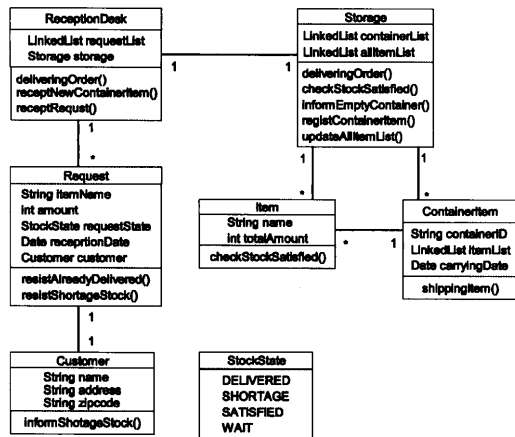 ReceptionDesk
LinkedList requestList
Storage storage
deliveringOrder()
receptNewContainerItem()
receptRequst()
Storage
LinkedList containerList
LinkedList allItemList
deliveringOrder()
checkStockSatisfied()
informEmptyContainer()
registContainerItem()
updateAllItemList()
1
1
1
*
1
*
1
*
Request
String itemName
int amount
StockState requestState
Date receprtionDate
Customer customer
resistAlreadyDelivered()
resistShortageStock()
Item
String name
int totalAmount
checkStockSatisfied()
*
1
ContainerItem
String containerID
LinkedList itemList
Date carryingDate
shippingItem()
1
1
Customer
String name
String address
String zipcode
informShotageStock()
StockState
DELIVERED
SHORTAGE
SATISFIED
WAIT